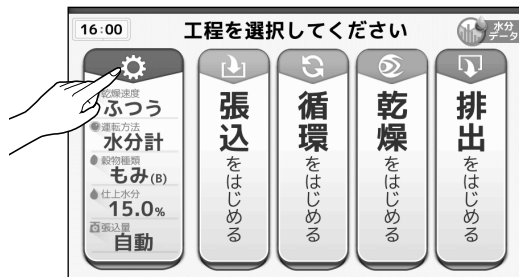 16:00
工程を選択してください
水分
データ
乾燥速度
ふつう
運転方法
水分計
穀物種類
もみ(B)
仕上水分
15.0%
張込量
自動
張込をはじめる
循環をはじめる
乾燥をはじめる
排出をはじめる